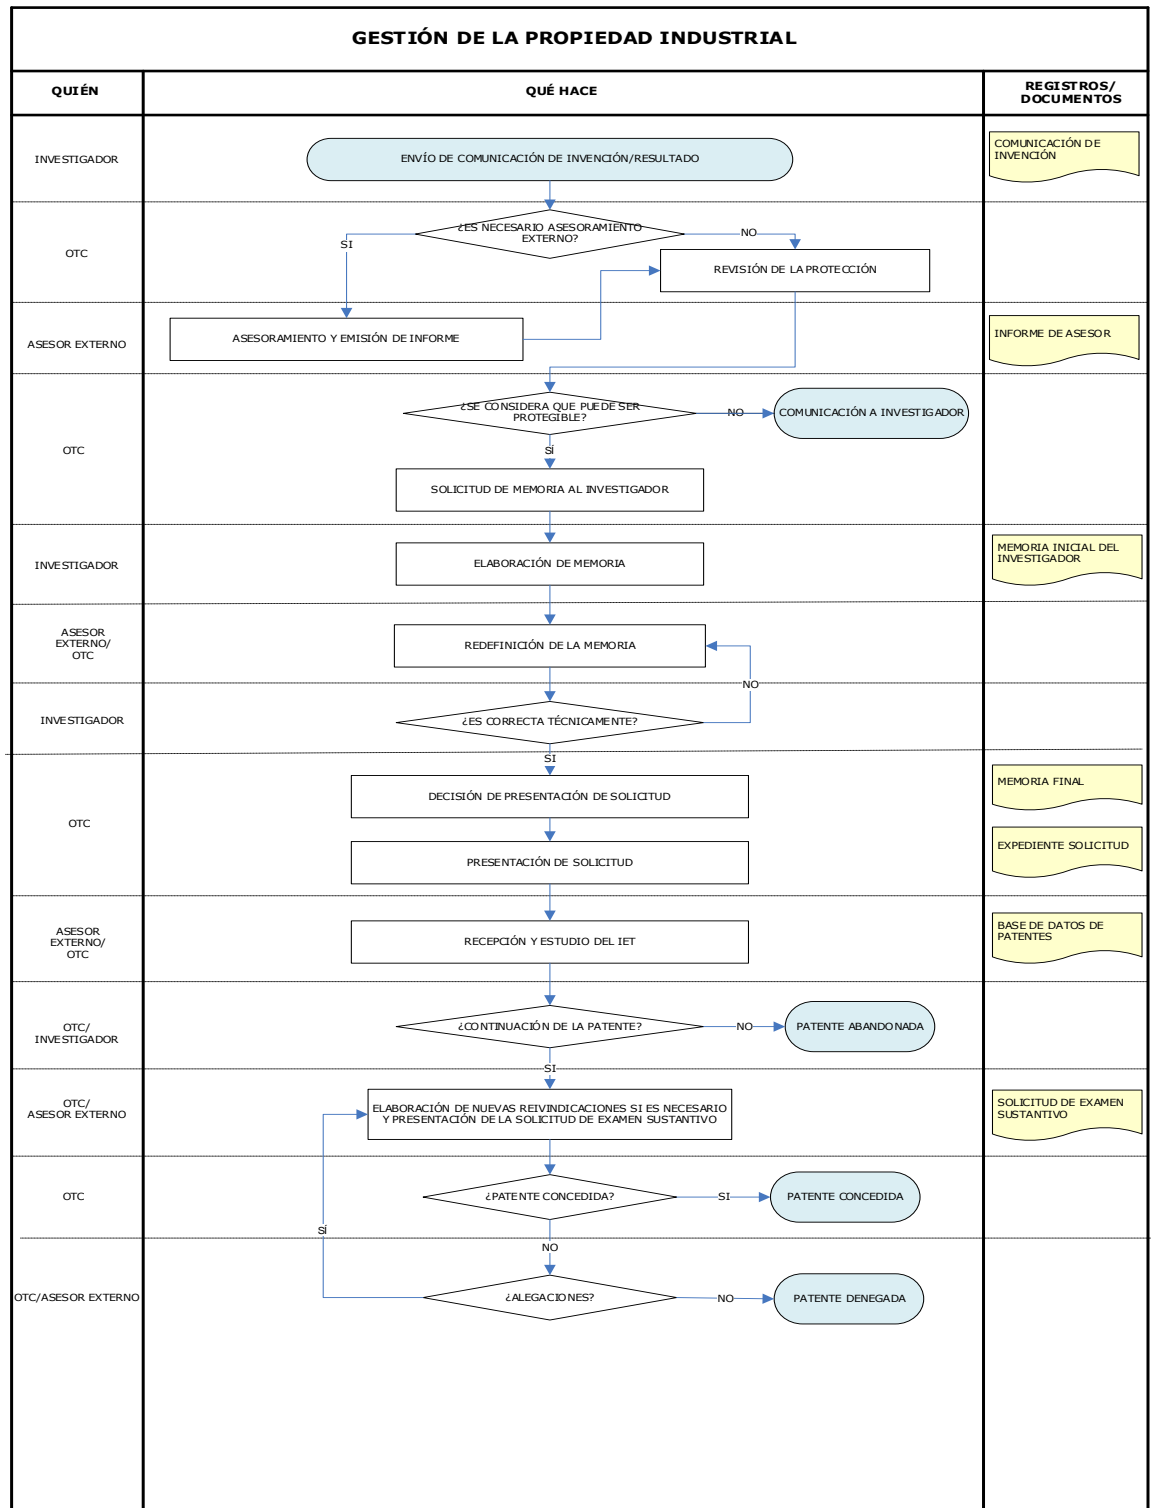 GESTIÓN DE LA PROPIEDAD INDUSTRIAL
QUIÉN
QUÉ HACE
REGISTROS/
DOCUMENTOS
INVESTIGADOR
ENVÍO DE COMUNICACIÓN DE INVENCIÓN/RESULTADO
COMUNICACIÓN DE
INVENCIÓN
OTC
¿ES NECESARIO ASESORAMIENTO
EXTERNO?
SI
NO
REVISIÓN DE LA PROTECCIÓN
ASESOR EXTERNO
ASESORAMIENTO Y EMISIÓN DE INFORME
INFORME DE ASESOR
OTC
¿SE CONSIDERA QUE PUEDE SER
PROTEGIBLE?
NO
COMUNICACIÓN A INVESTIGADOR
SÍ
SOLICITUD DE MEMORIA AL INVESTIGADOR
INVESTIGADOR
ELABORACIÓN DE MEMORIA
MEMORIA INICIAL DEL
INVESTIGADOR
ASESOR
EXTERNO/
OTC
REDEFINICIÓN DE LA MEMORIA
NO
INVESTIGADOR
¿ES CORRECTA TÉCNICAMENTE?
SI
OTC
DECISIÓN DE PRESENTACIÓN DE SOLICITUD
MEMORIA FINAL
PRESENTACIÓN DE SOLICITUD
EXPEDIENTE SOLICITUD
ASESOR
EXTERNO/
OTC
RECEPCIÓN Y ESTUDIO DEL IET
BASE DE DATOS DE
PATENTES
OTC/
INVESTIGADOR
¿CONTINUACIÓN DE LA PATENTE?
NO
PATENTE ABANDONADA
SI
OTC/
ASESOR EXTERNO
ELABORACIÓN DE NUEVAS REIVINDICACIONES SI ES NECESARIO
Y PRESENTACIÓN DE LA SOLICITUD DE EXAMEN SUSTANTIVO
SOLICITUD DE EXAMEN
SUSTANTIVO
OTC
¿PATENTE CONCEDIDA?
SI
PATENTE CONCEDIDA
SÍ
NO
OTC/ASESOR EXTERNO
¿ALEGACIONES?
NO
PATENTE DENEGADA